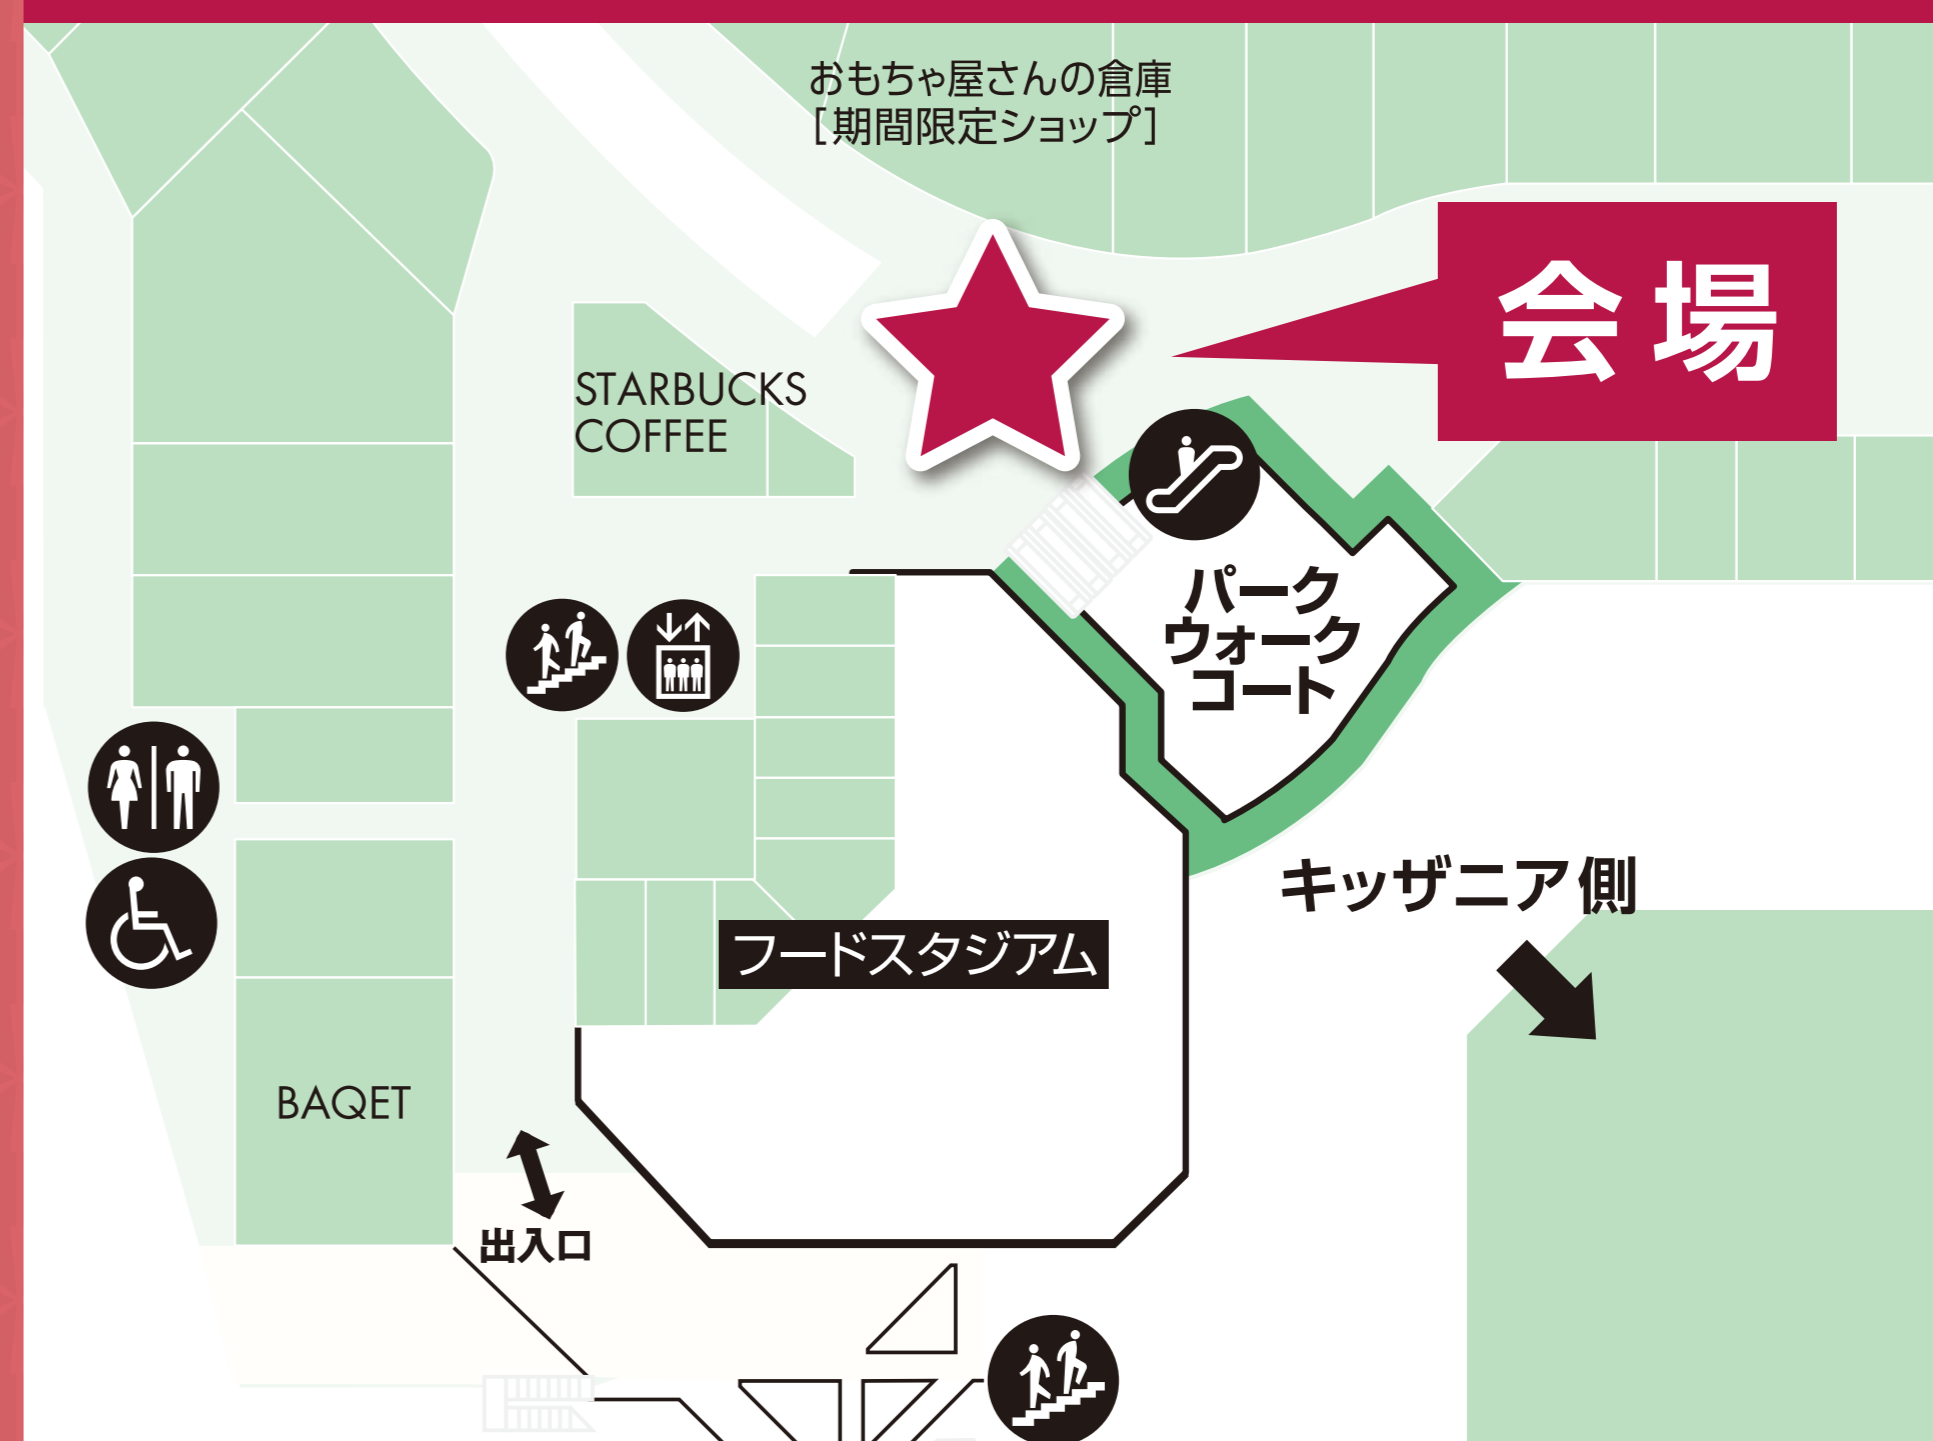 おもちゃ屋さんの倉庫
[期間限定ショップ]
会場
STARBUCKS
COFFEE
パーク
ウォーク
コート
キッザニア側
フードスタジアム
BAQET
出入口